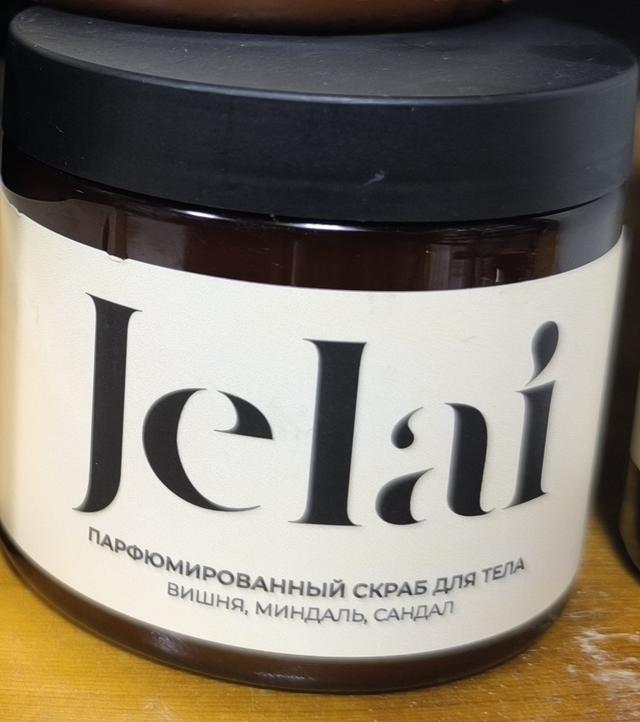 Jelai
ПАРФЮМИРОВАННЫЙ СКРАБ ДЛЯ ТЕЛА
ВИШНЯ, МИНДАЛЬ, САНДАЛ